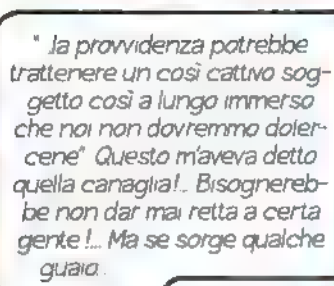 " la provvidenza potrebbe
trattenere un così cattivo sog-
getto così a lungo immerso
che noi non dovremmo doler-
cene" Questo m'aveva detto
quella canaglia!.. Bisognereb-
be non dar mai retta a certa
gente!... Ma se sorge qualche
guaio..